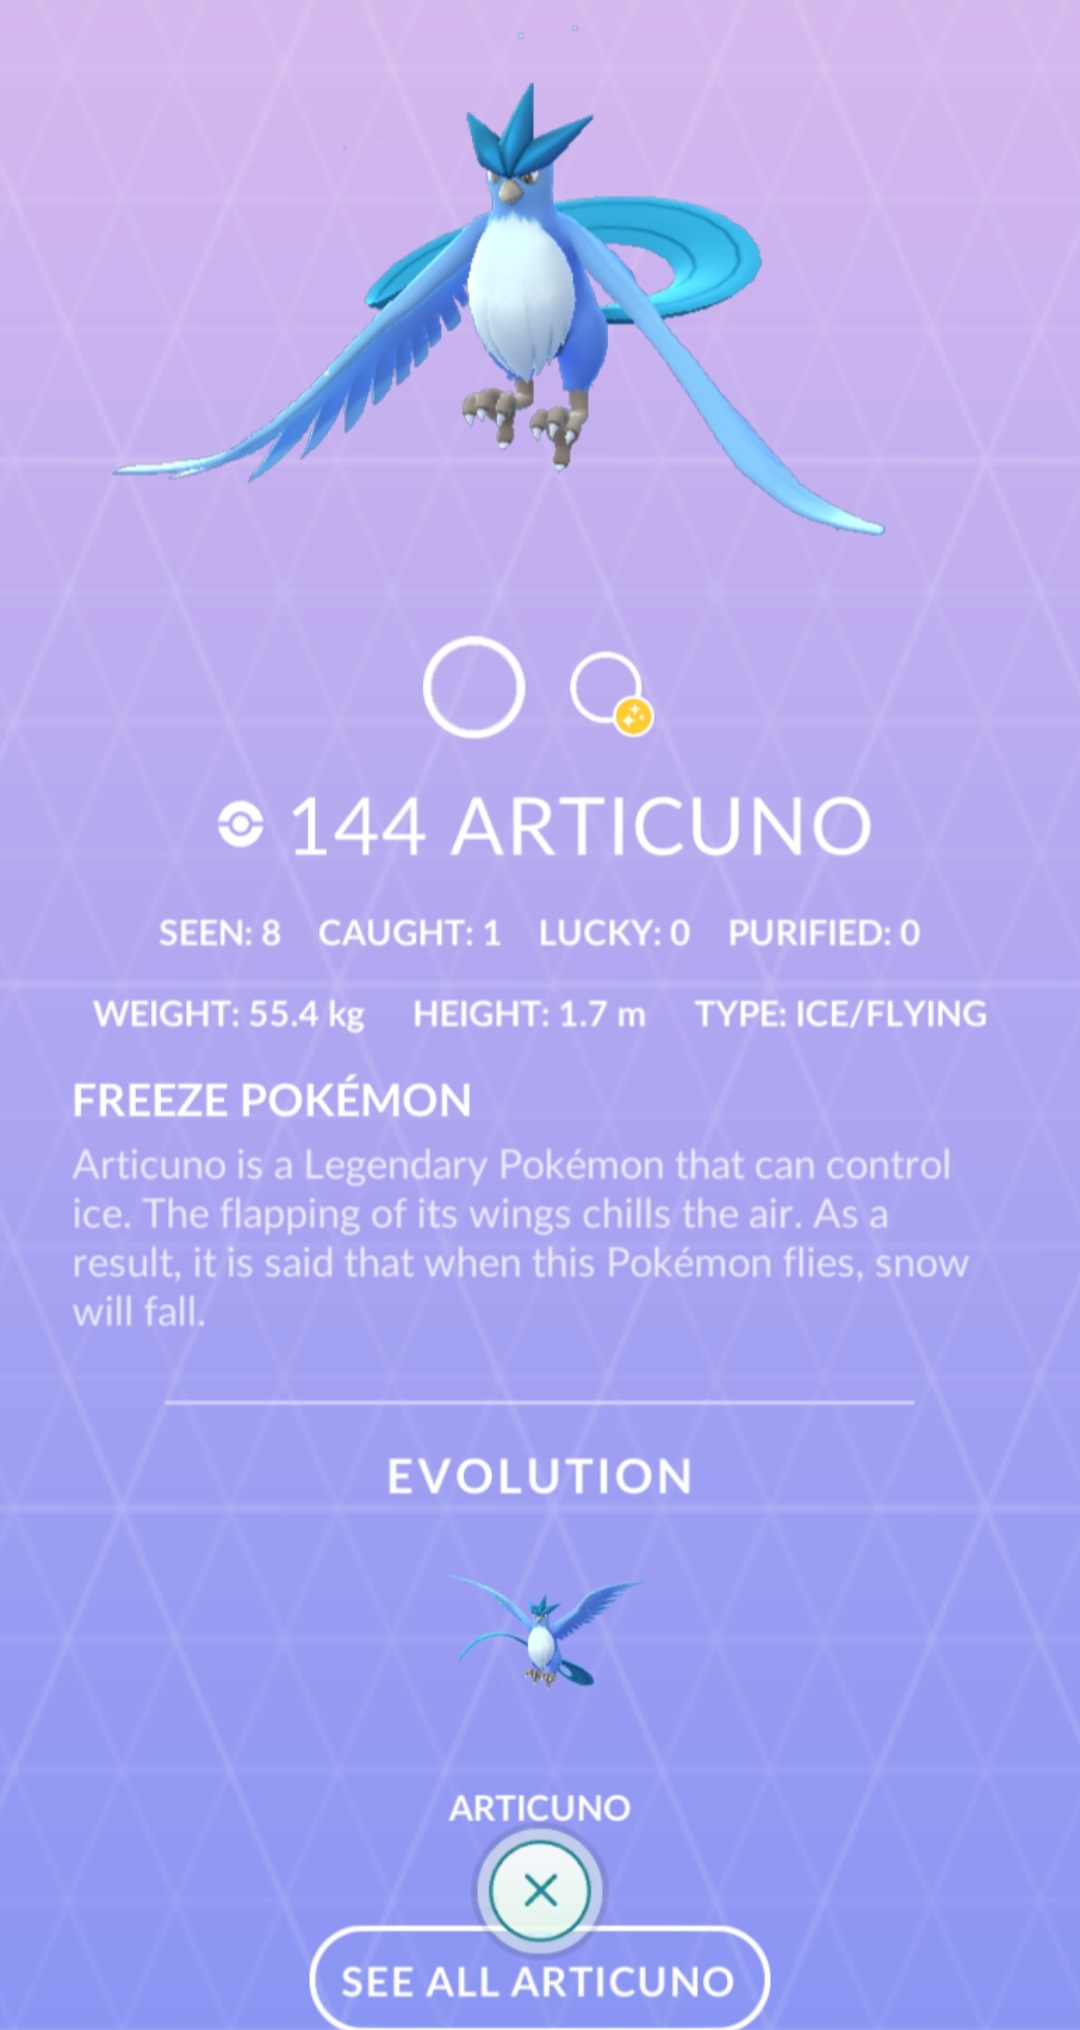 144 ARTICUNO
SEEN: 8 CAUGHT: 1 LUCKY: 0 PURIFIED: 0
WEIGHT: 55.4 kg HEIGHT: 1.7 m TYPE: ICE/FLYING
FREEZE POKÉMON
Articuno is a Legendary Pokémon that can control
ice. The flapping of its wings chills the air. As a
result, it is said that when this Pokémon flies, snow
will fall.
EVOLUTION
ARTICUNO
SEE ALL ARTICUNO